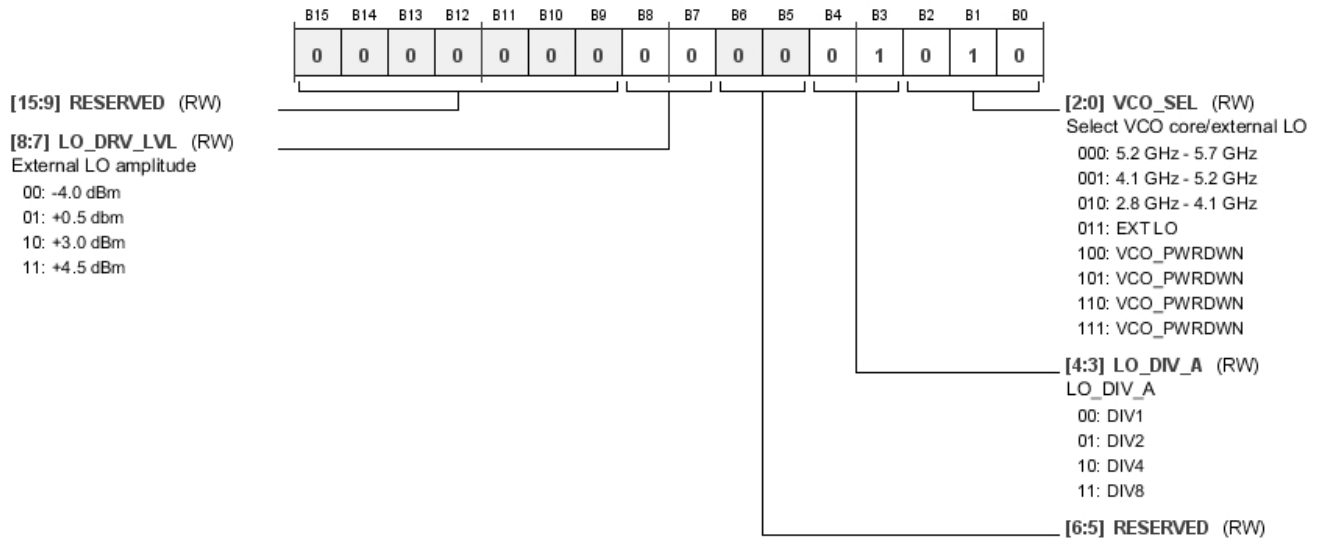 B15 B14 B13 B12 B11 B10 B9 B8 B7 B6 B5 B4 B3 B2 B1 B0
0 0 0 0 0 0 0 0 0 0 0 0 1 0 1 0
[15:9] RESERVED (RW)
[8:7] LO_DRV_LVL (RW)
External LO amplitude
00: -4.0 dBm
01: +0.5 dbm
10: +3.0 dBm
11: +4.5 dBm
[2:0] VCO_SEL (RW)
Select VCO core/external LO
000: 5.2 GHz - 5.7 GHz
001: 4.1 GHz - 5.2 GHz
010: 2.8 GHz - 4.1 GHz
011: EXT LO
100: VCO_PWRDWN
101: VCO_PWRDWN
110: VCO_PWRDWN
111: VCO_PWRDWN
[4:3] LO_DIV_A (RW)
LO_DIV_A
00: DIV1
01: DIV2
10: DIV4
11: DIV8
[6:5] RESERVED (RW)